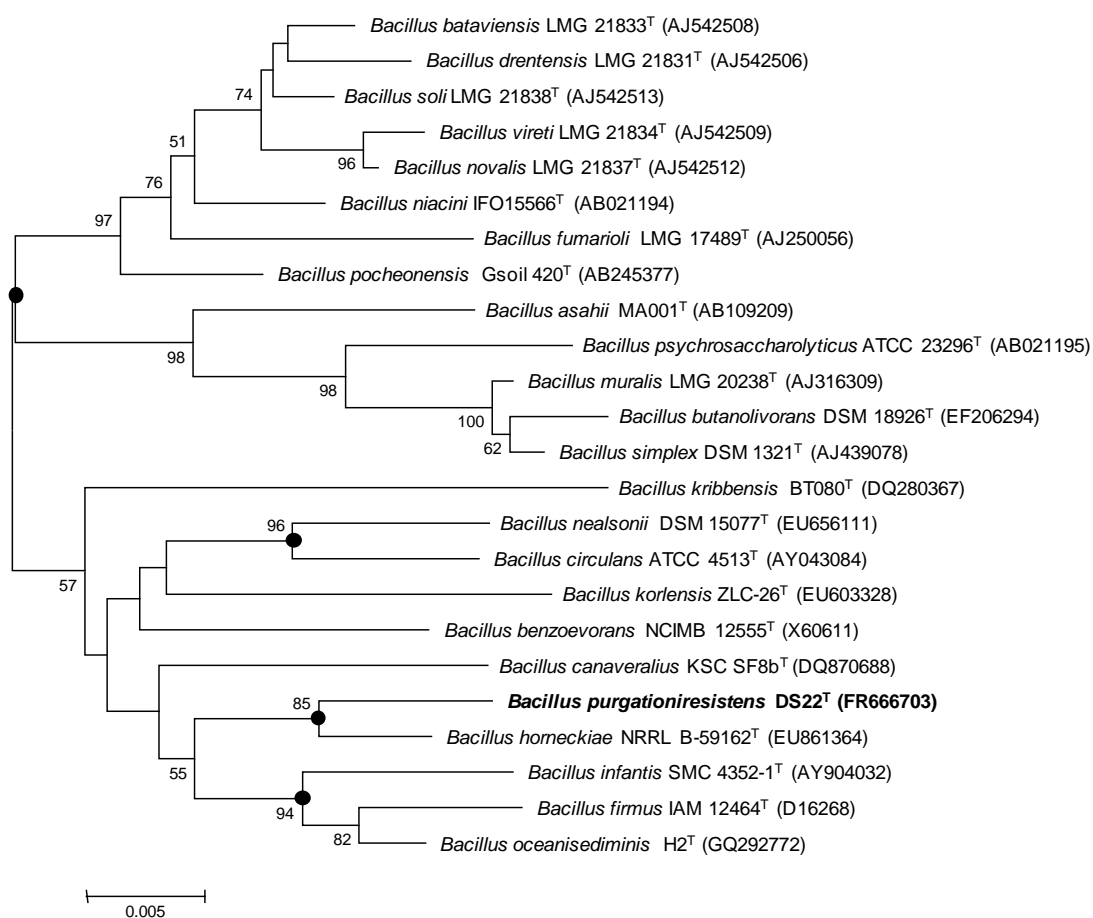 Bacillus bataviensis LMG 21833T (AJ542508)
Bacillus drentensis LMG 21831T (AJ542506)
74
Bacillus soli LMG 21838T (AJ542513)
Bacillus vireti LMG 21834T (AJ542509)
51
96
Bacillus novalis LMG 21837T (AJ542512)
76
Bacillus niacini IFO15566T (AB021194)
97
Bacillus fumarioli LMG 17489T (AJ250056)
Bacillus pocheonensis Gsoil 420T (AB245377)
Bacillus asahii MA001T (AB109209)
98
Bacillus psychrosaccharolyticus ATCC 23296T (AB021195)
98
Bacillus muralis LMG 20238T (AJ316309)
100
Bacillus butanolivorans DSM 18926T (EF206294)
62
Bacillus simplex DSM 1321T (AJ439078)
Bacillus kribbensis BT080T (DQ280367)
96
Bacillus nealsonii DSM 15077T (EU656111)
Bacillus circulans ATCC 4513T (AY043084)
57
Bacillus korlensis ZLC-26T (EU603328)
Bacillus benzoevorans NCIMB 12555T (X60611)
Bacillus canaveralius KSC SF8bT (DQ870688)
85
Bacillus purgationiresistens DS22T (FR666703)
Bacillus horneckiae NRRL B-59162T (EU861364)
55
Bacillus infantis SMC 4352-1T (AY904032)
94
Bacillus firmus IAM 12464T (D16268)
82
Bacillus oceanisediminis H2T (GQ292772)
0.005